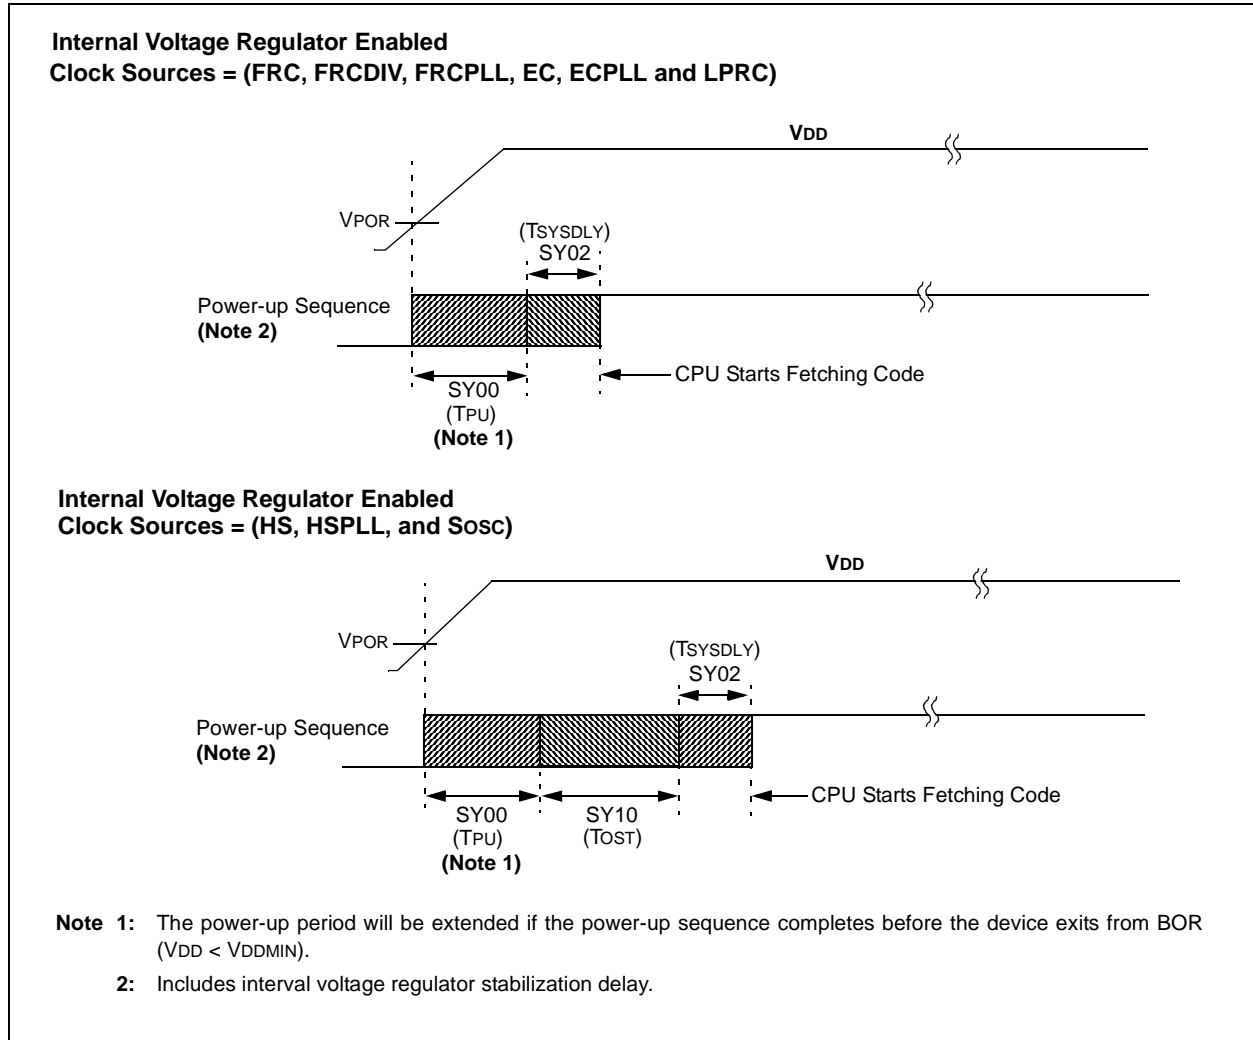 Internal Voltage Regulator Enabled
Clock Sources = (FRC, FRCDIV, FRCPLL, EC, ECPLL and LPRC)
VDD
VPOR
(TSYSDLY)
SY02
Power-up Sequence
(Note 2)
CPU Starts Fetching Code
SY00
(TPU)
(Note 1)
Internal Voltage Regulator Enabled
Clock Sources = (HS, HSPLL, and SOSC)
VDD
VPOR
(TSYSDLY)
SY02
Power-up Sequence
(Note 2)
CPU Starts Fetching Code
SY00
(TPU)
(Note 1)
SY10
(TOST)
Note 1: The power-up period will be extended if the power-up sequence completes before the device exits from BOR
(VDD < VDDMIN).
2: Includes interval voltage regulator stabilization delay.